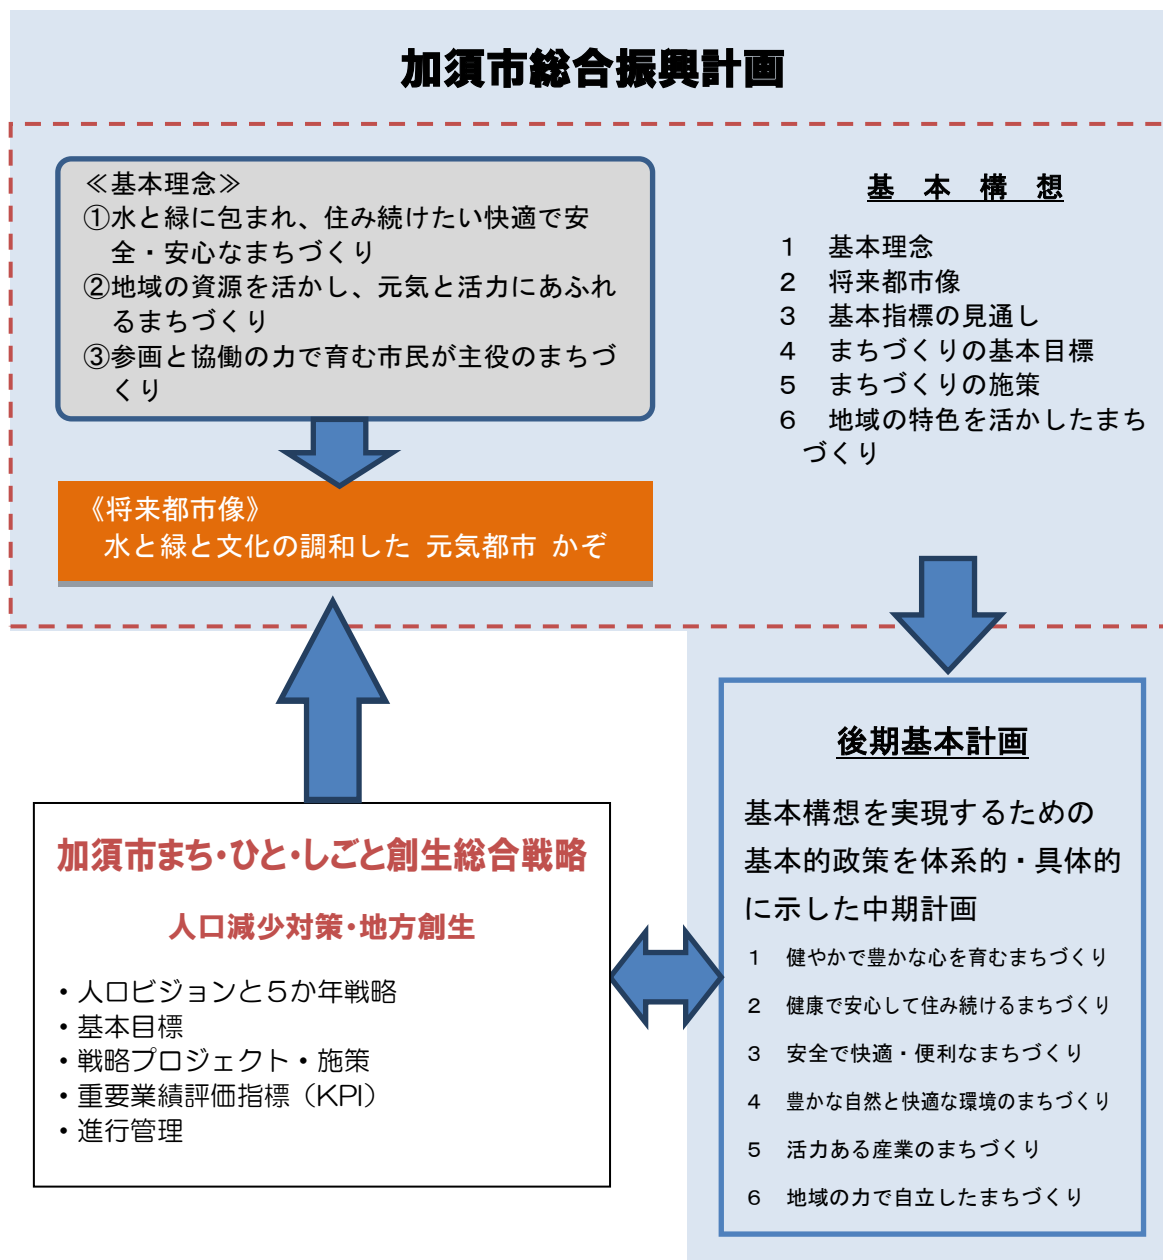 加須市総合振興計画
≪基本理念≫
①水と緑に包まれ、住み続けたい快適で安
全・安心なまちづくり
②地域の資源を活かし、元気と活力にあふれ
るまちづくり
③参画と協働の力で育む市民が主役のまちづ
くり
《将来都市像》
水と緑と文化の調和した 元気都市 かぞ
基 本 構 想
1 基本理念
2 将来都市像
3 基本指標の見通し
4 まちづくりの基本目標
5 まちづくりの施策
6 地域の特色を活かしたまち
づくり
加須市まち・ひと・しごと創生総合戦略
人口減少対策・地方創生
・人口ビジョンと5か年戦略
・基本目標
・戦略プロジェクト・施策
・重要業績評価指標（KPI）
・進行管理
後期基本計画
基本構想を実現するための
基本的政策を体系的・具体的
に示した中期計画
1 健やかで豊かな心を育むまちづくり
2 健康で安心して住み続けるまちづくり
3 安全で快適・便利なまちづくり
4 豊かな自然と快適な環境のまちづくり
5 活力ある産業のまちづくり
6 地域の力で自立したまちづくり